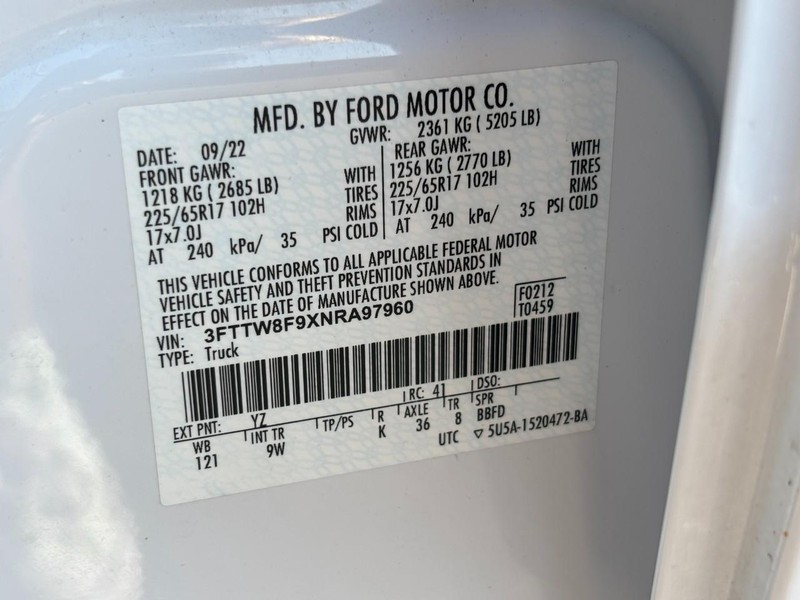 MFD. BY FORD MOTOR CO.
DATE: 09/22 GVWR: 2361 KG ( 5205 LB)
FRONT GAWR: REAR GAWR:
1218 KG ( 2685 LB) WITH 1256 KG ( 2770 LB) WITH
225/65R17 102H TIRES 225/65R17 102H TIRES
17x7.0J RIMS 17x7.0J RIMS
AT 240 kPa/ 35 PSI COLD AT 240 kPa/ 35 PSI COLD
THIS VEHICLE CONFORMS TO ALL APPLICABLE FEDERAL MOTOR
VEHICLE SAFETY AND THEFT PREVENTION STANDARDS IN
EFFECT ON THE DATE OF MANUFACTURE SHOWN ABOVE.
VIN: 3FTTW8F9XNRA97960 F0212
TYPE: Truck T0459
EXT PNT: YZ RC: 41 DSO:
WB INT TR TP/PS R AXLE TR SPR
121 9W K 36 8 BBFD
UTC ▽ 5U5A-1520472-BA